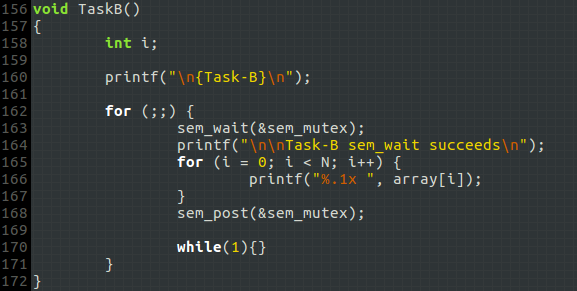 156 void TaskB()
157 {
158         int i;
159
160         printf("\n{Task-B}\n");
161
162         for (;;) {
163                 sem_wait(&sem_mutex);
164                 printf("\n\nTask-B sem_wait succeeds\n");
165                 for (i = 0; i < N; i++) {
166                         printf("%.1x ", array[i]);
167                 }
168                 sem_post(&sem_mutex);
169
170                 while(1){}
171         }
172 }